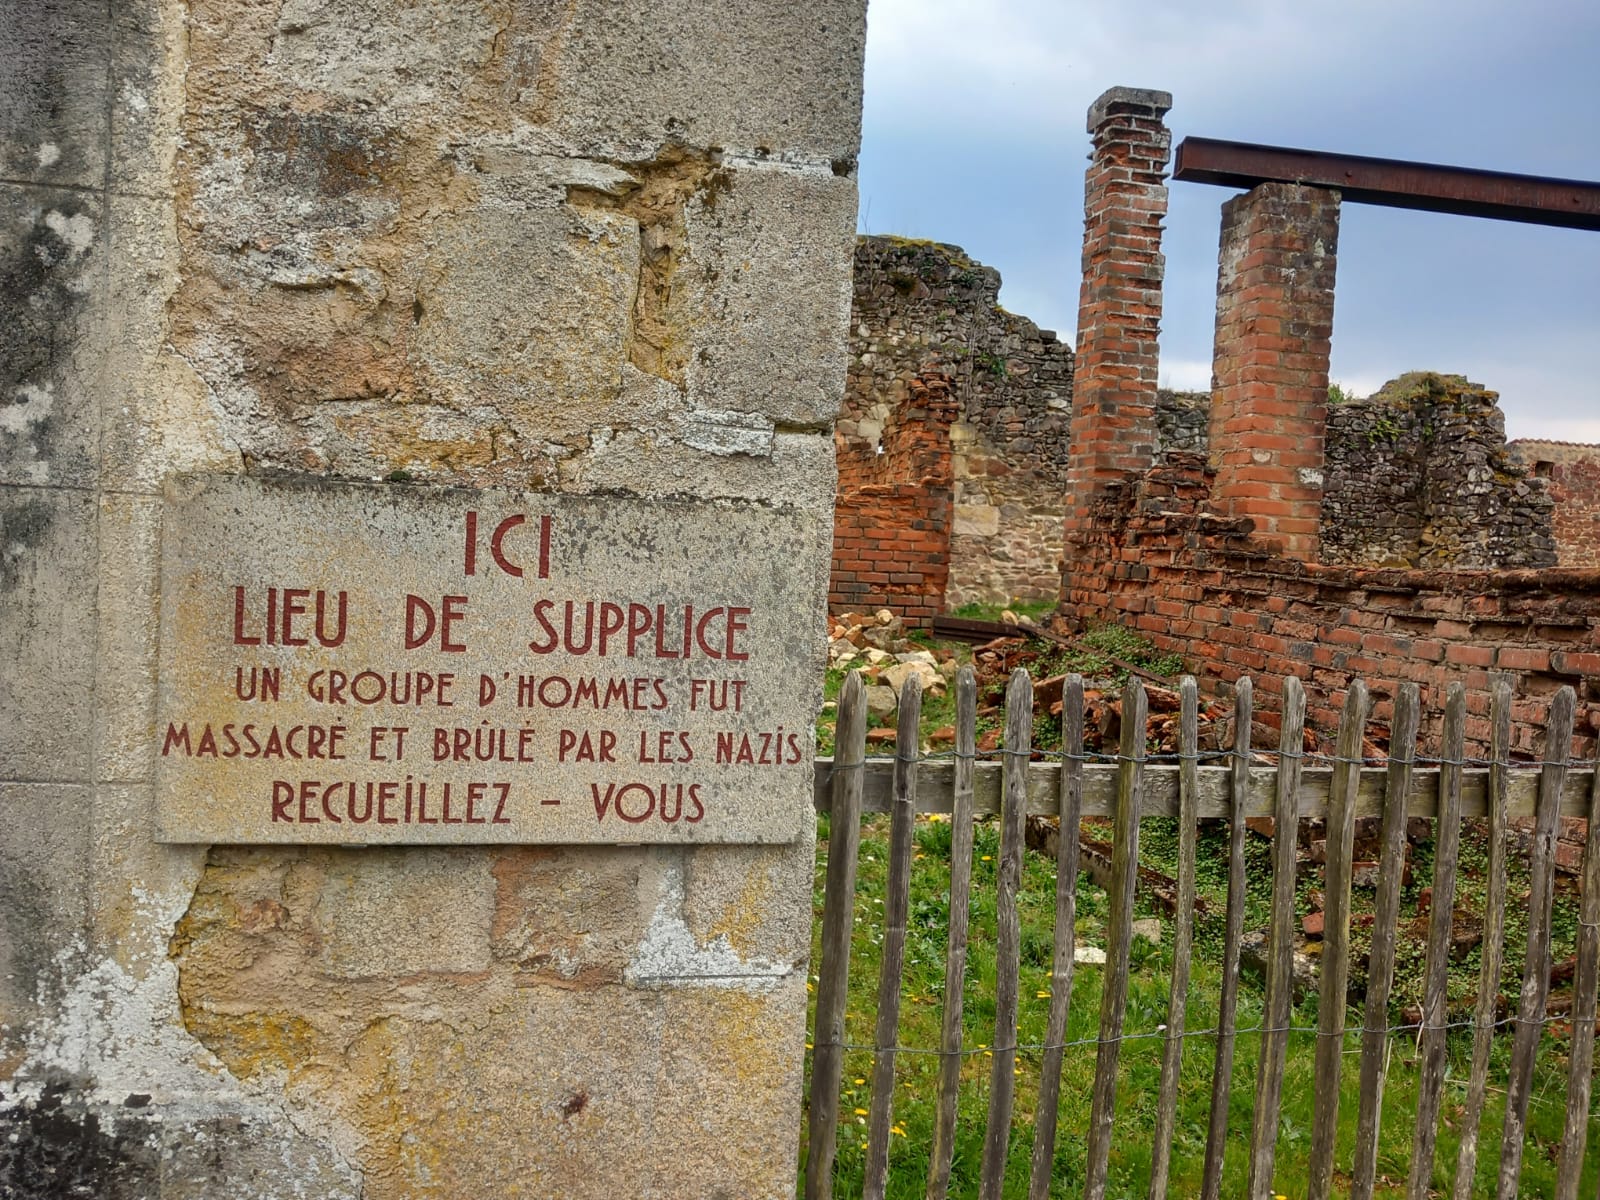 ICI
LIEU DE SUPPLICE
UN GROUPE D'HOMMES FUT
MASSACRÉ ET BRÛLÉ PAR LES NAZIS
RECUEILLEZ - VOUS